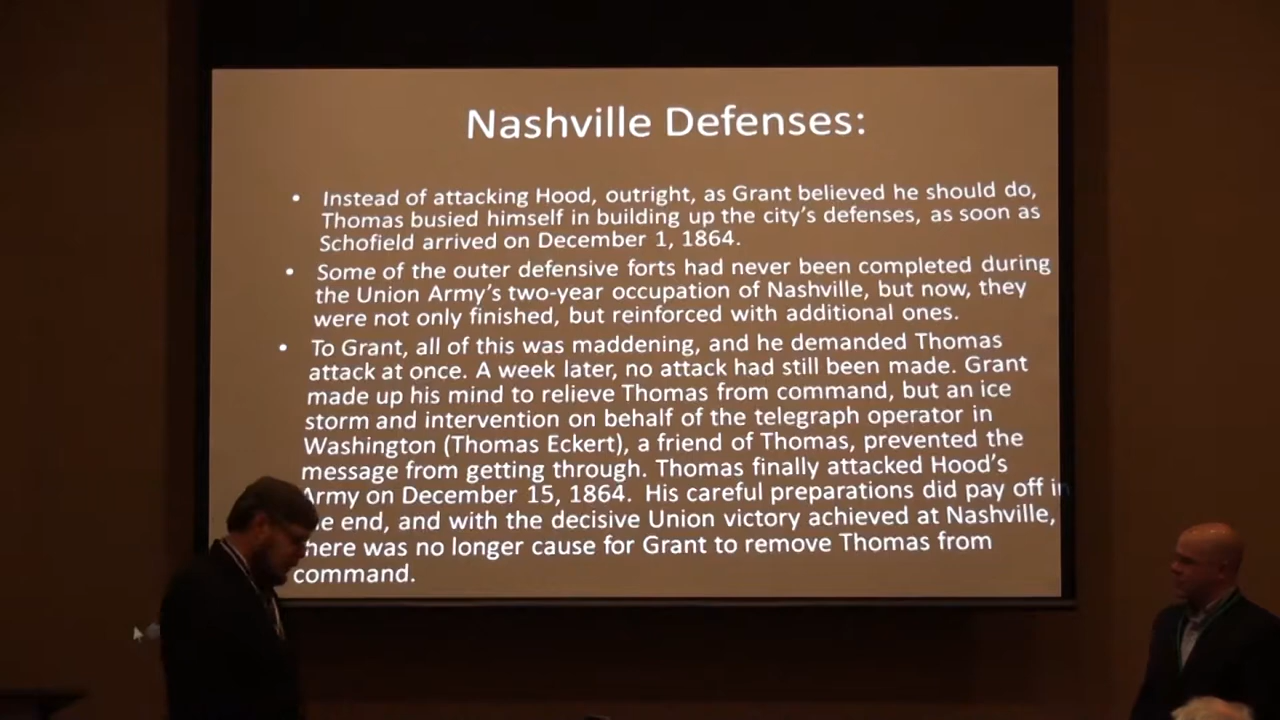 Nashville Defenses:
• Instead of attacking Hood, outright, as Grant believed he should do,
Thomas busied himself in building up the city's defenses, as soon as
Schofield arrived on December 1, 1864.
• Some of the outer defensive forts had never been completed during
the Union Army's two-year occupation of Nashville, but now, they
were not only finished, but reinforced with additional ones.
• To Grant, all of this was maddening, and he demanded Thomas
attack at once. A week later, no attack had still been made. Grant
made up his mind to relieve Thomas from command, but an ice
storm and intervention on behalf of the telegraph operator in
Washington (Thomas Eckert), a friend of Thomas, prevented the
message from getting through. Thomas finally attacked Hood's
Army on December 15, 1864. His careful preparations did pay off in
end, and with the decisive Union victory achieved at Nashville,
here was no longer cause for Grant to remove Thomas from
command.